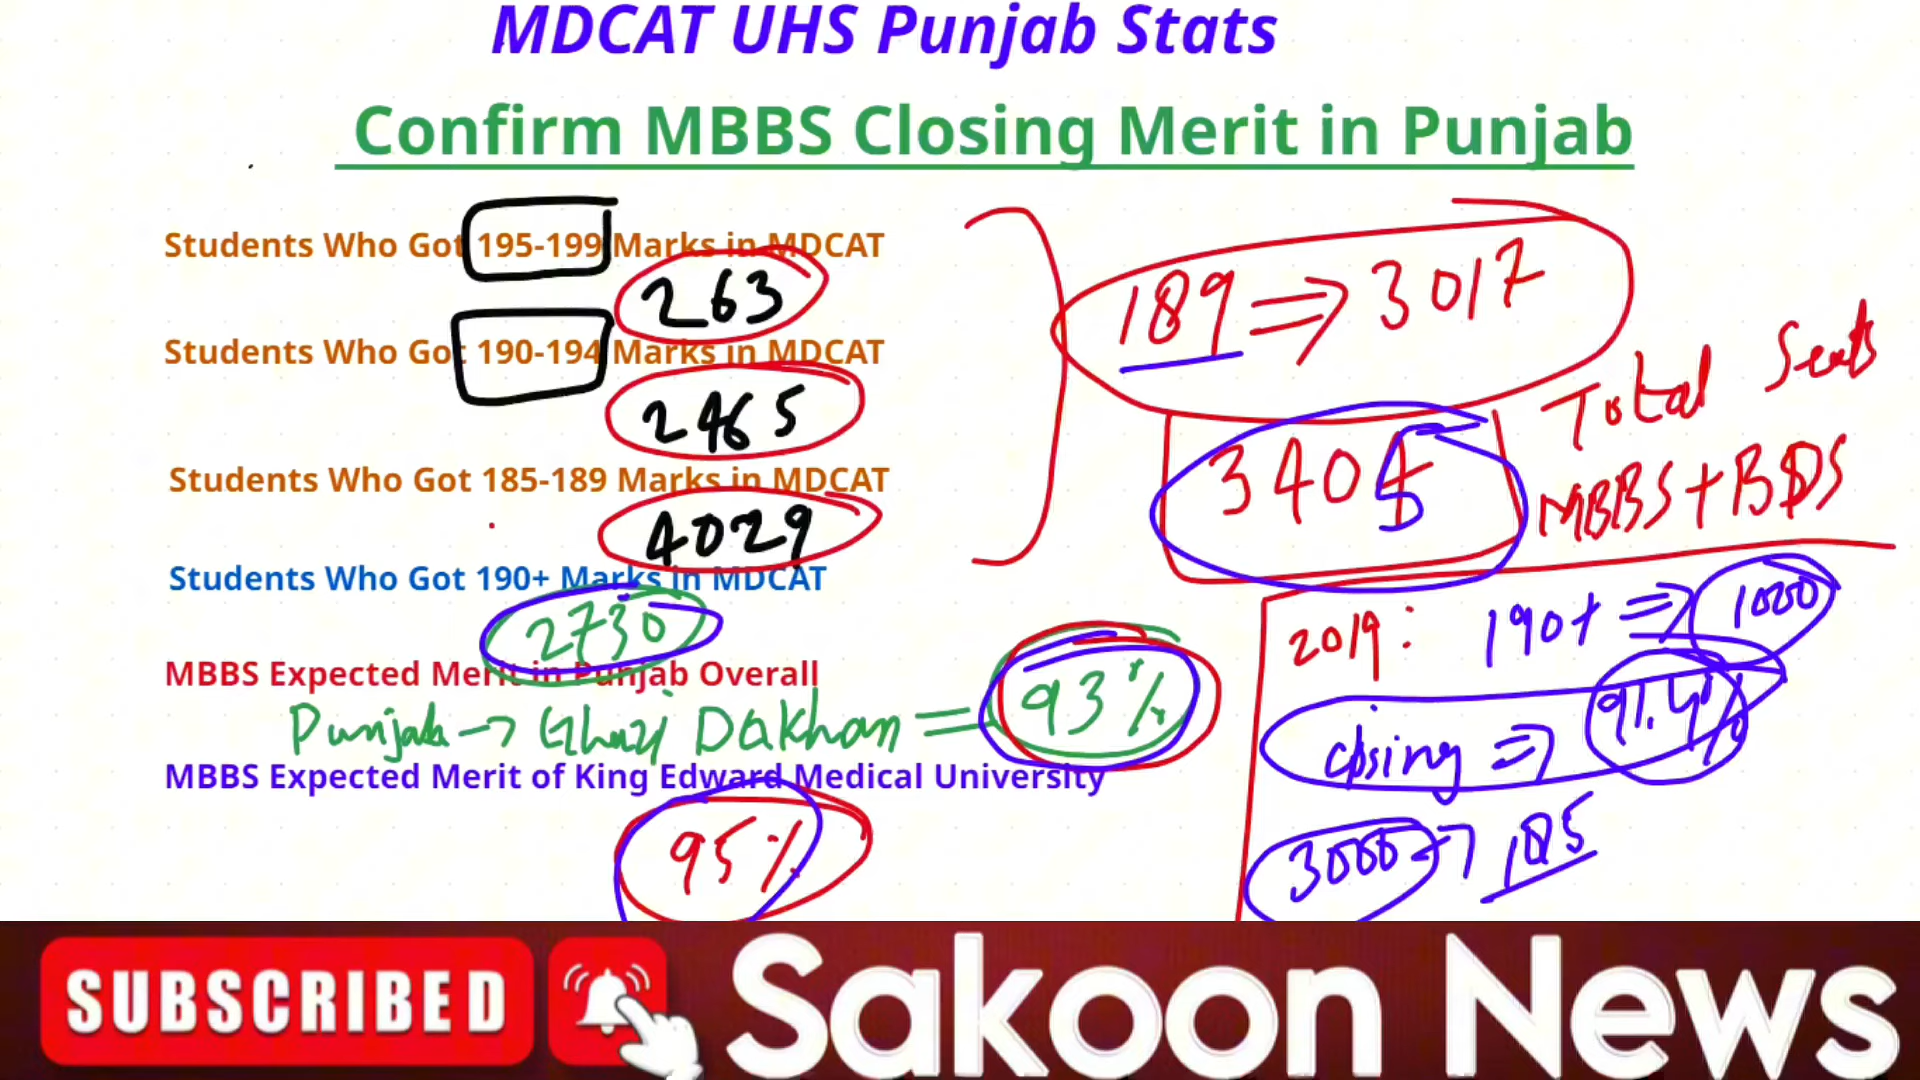 MDCAT UHS Punjab Stats
Confirm MBBS Closing Merit in Punjab
Students Who Got 195-199 Marks in MDCAT
263
Students Who Got 190-194 Marks in MDCAT
2465
Students Who Got 185-189 Marks in MDCAT
4029
Students Who Got 190+ Marks in MDCAT
2730
MBBS Expected Merit in Punjab Overall
Punjab → Ghazi D Khan = 93%
MBBS Expected Merit of King Edward Medical University
95%
189 ⇒ 3017
3405
Total Seats
MBBS + BDS
2019: 190+ ⇒ 1000
closing ⇒ 91.4%
3000 → 185
SUBSCRIBED
Sakoon News